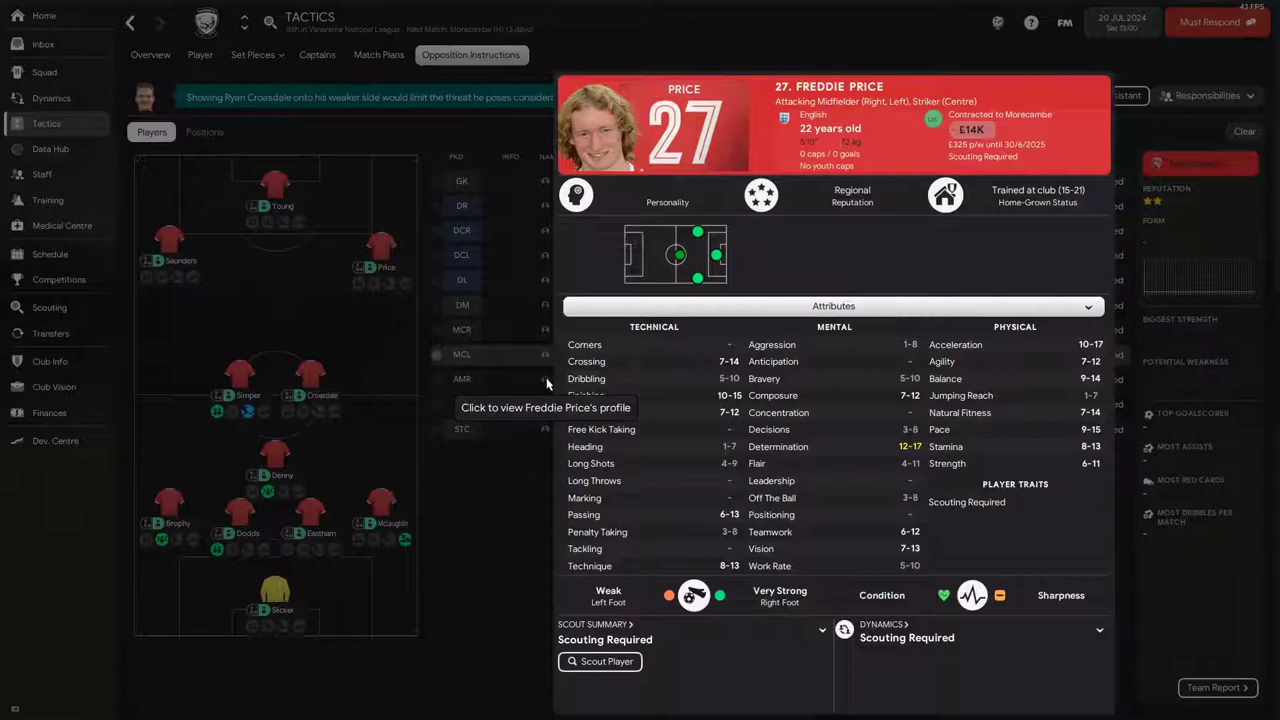 Home
TACTICS
16th in Vanarama National League Next Match: Morecambe (H) (3 days)
43 FPS
FM
20 JUL 2024
Sat 13:00
Must Respond
Inbox
Squad
Dynamics
Tactics
Data Hub
Staff
Training
Medical Centre
Schedule
Competitions
Scouting
Transfers
Club Info
Club Vision
Finances
Dev. Centre
Overview
Player
Set Pieces
Captains
Match Plans
Opposition Instructions
Showing Ryan Croasdale onto his weaker side would limit the threat he poses consider
istant
Responsibilities
Players
Positions
Clear
PKD
INFO
NAM
GK
DR
DCR
DCL
DL
DM
MCR
MCL
AMR
STC
Young
Saunders
Price
Simper
Croasdale
Denny
Brophy
Dodds
Eastham
McLaughlin
Slicker
PRICE
27
27. FREDDIE PRICE
Attacking Midfielder (Right, Left), Striker (Centre)
English
22 years old
5'10" 72 kg
0 caps / 0 goals
No youth caps
Contracted to Morecambe
£14K
£325 p/w until 30/6/2025
Scouting Required
Personality
Regional
Reputation
Trained at club (15-21)
Home-Grown Status
Attributes
TECHNICAL
Corners -
Crossing 7-14
Dribbling 5-10
Finishing 10-15
7-12
Free Kick Taking -
Heading 1-7
Long Shots 4-9
Long Throws -
Marking -
Passing 6-13
Penalty Taking 3-8
Tackling -
Technique 8-13
MENTAL
Aggression 1-8
Anticipation -
Bravery 5-10
Composure 7-12
Concentration -
Decisions 3-8
Determination 12-17
Flair 4-11
Leadership -
Off The Ball 3-8
Positioning -
Teamwork 6-12
Vision 7-13
Work Rate 5-10
PHYSICAL
Acceleration 10-17
Agility 7-12
Balance 9-14
Jumping Reach 1-7
Natural Fitness 7-14
Pace 9-15
Stamina 8-13
Strength 6-11
PLAYER TRAITS
Scouting Required
Click to view Freddie Price's profile
Weak
Left Foot
Very Strong
Right Foot
Condition
Sharpness
SCOUT SUMMARY >
Scouting Required
Scout Player
DYNAMICS >
Scouting Required
REPUTATION
FORM
-
BIGGEST STRENGTH
POTENTIAL WEAKNESS
TOP GOALSCORER
MOST ASSISTS
MOST RED CARDS
MOST DRIBBLES PER
MATCH
Team Report >